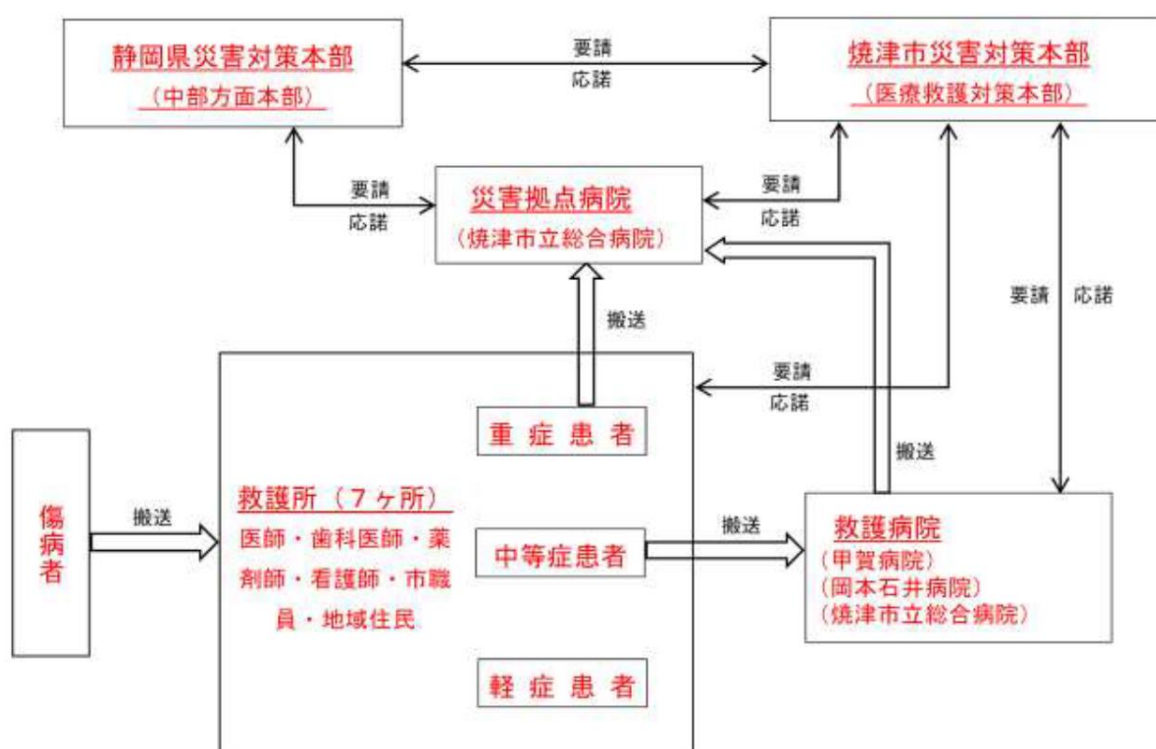 静岡県災害対策本部
（中部方面本部）
要請
応諾
焼津市災害対策本部
（医療救護対策本部）
要請
応諾
災害拠点病院
（焼津市立総合病院）
要請
応諾
要請 応諾
搬送
要請
応諾
重症患者
搬送
傷病者
搬送
救護所（７ヶ所）
医師・歯科医師・薬
剤師・看護師・市職
員・地域住民
中等症患者
搬送
救護病院
（甲賀病院）
（岡本石井病院）
（焼津市立総合病院）
軽症患者